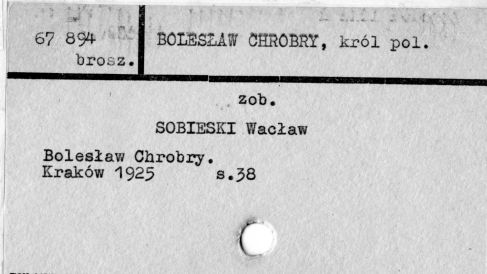 67 894
brosz.
BOLESŁAW CHROBRY, król pol.
zob.
SOBIESKI Wacław
Bolesław Chrobry.
Kraków 1925 s.38